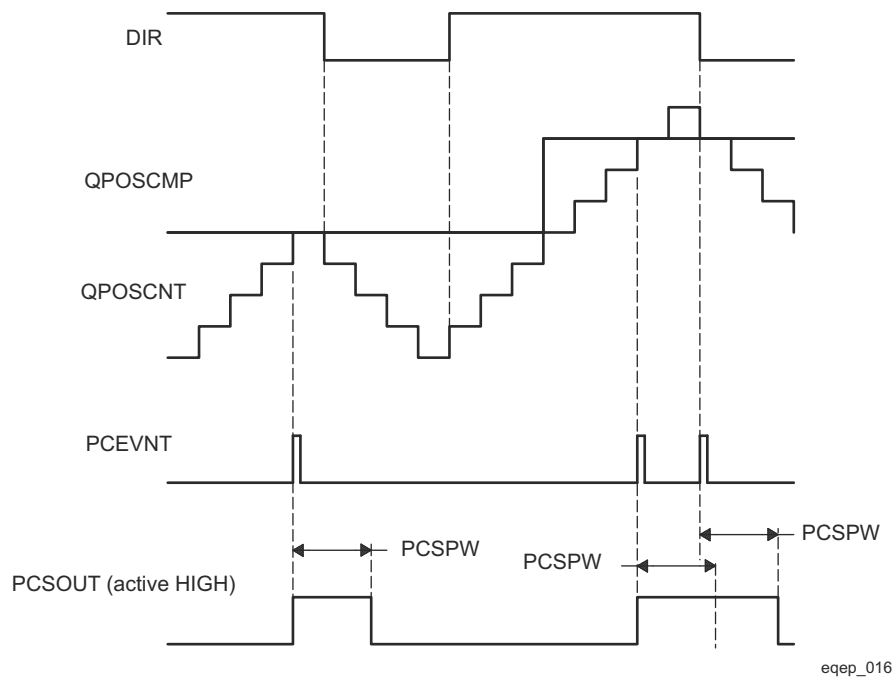 DIR
QPOSCMP
QPOSCNT
PCEVNT
PCSPW
PCSPW
PCSPW
PCSOUT (active HIGH)
eqep_016